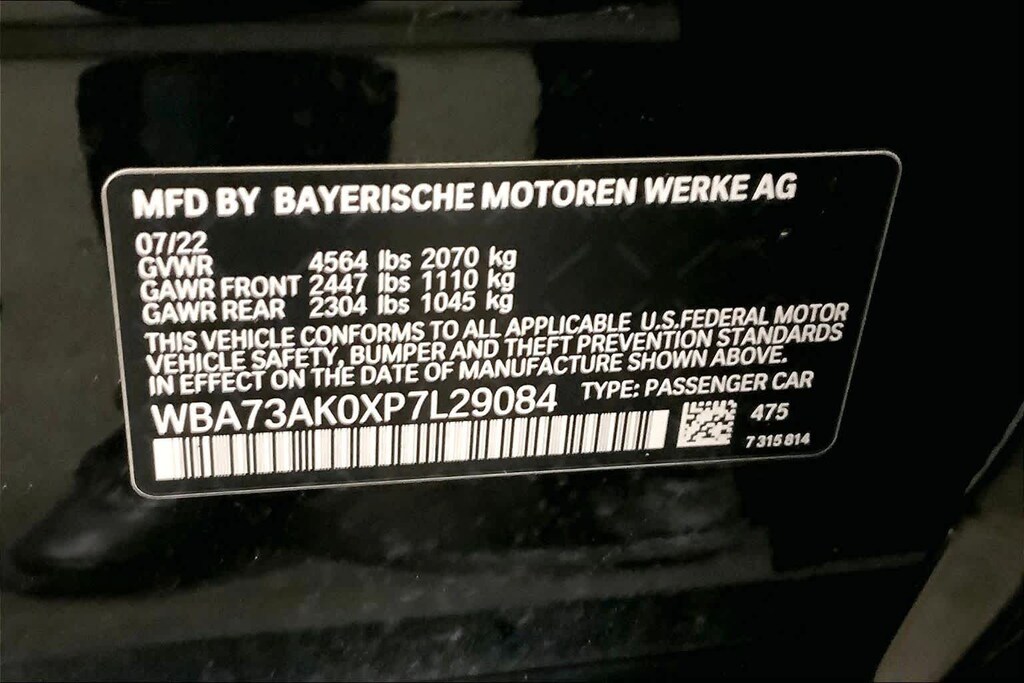 MFD BY BAYERISCHE MOTOREN WERKE AG
07/22
GVWR 4564 lbs 2070 kg
GAWR FRONT 2447 lbs 1110 kg
GAWR REAR 2304 lbs 1045 kg
THIS VEHICLE CONFORMS TO ALL APPLICABLE U.S.FEDERAL MOTOR
VEHICLE SAFETY, BUMPER AND THEFT PREVENTION STANDARDS
IN EFFECT ON THE DATE OF MANUFACTURE SHOWN ABOVE.
WBA73AK0XP7L29084 TYPE: PASSENGER CAR
475
7 315 814